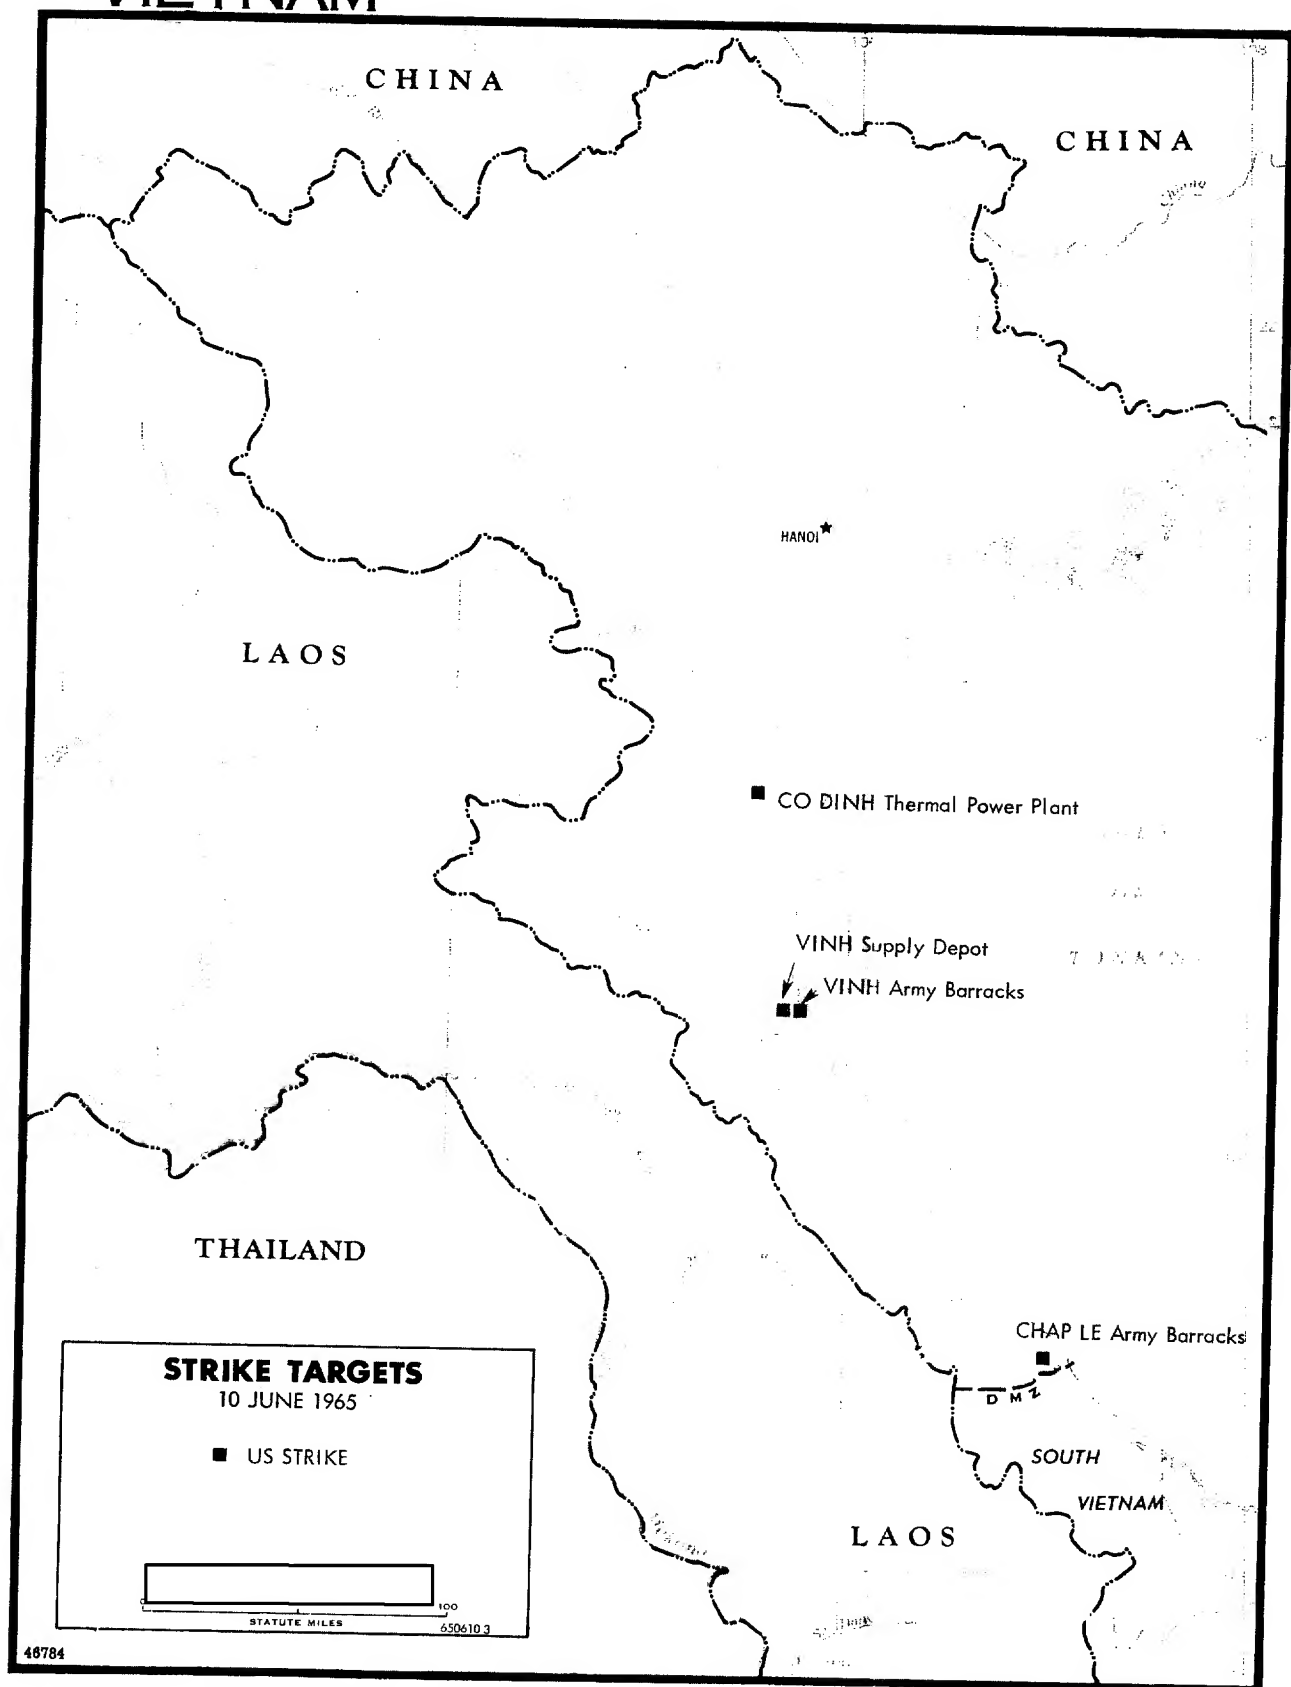 VIETNAM
CHINA
CHINA
HANOI
LAOS
CO DINH Thermal Power Plant
VINH Supply Depot
VINH Army Barracks
THAILAND
CHAP LE Army Barracks
D M Z
SOUTH
VIETNAM
LAOS
STRIKE TARGETS
10 JUNE 1965
US STRIKE
0 100
STATUTE MILES
650610 3
46784